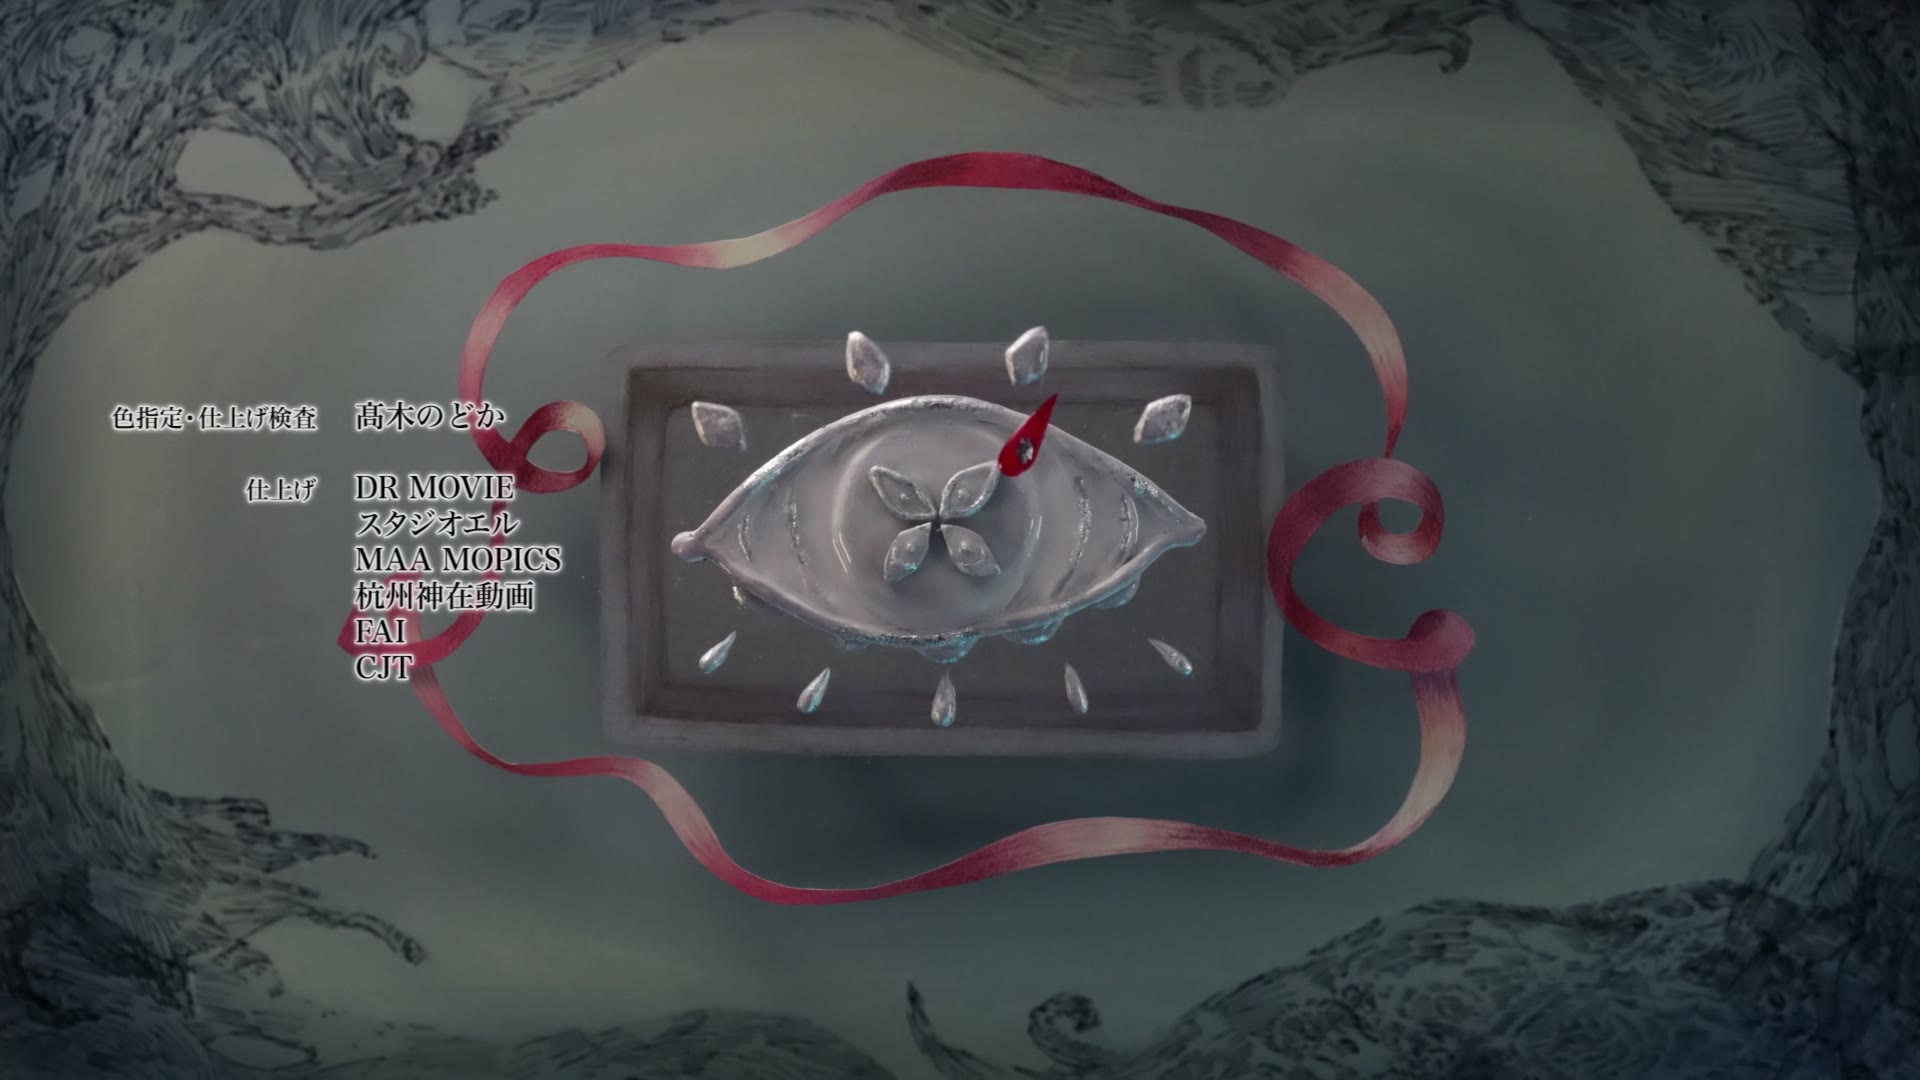 色指定・仕上げ検査 髙木のどか
仕上げ DR MOVIE
スタジオエル
MAA MOPICS
杭州神在動画
FAI
CJT